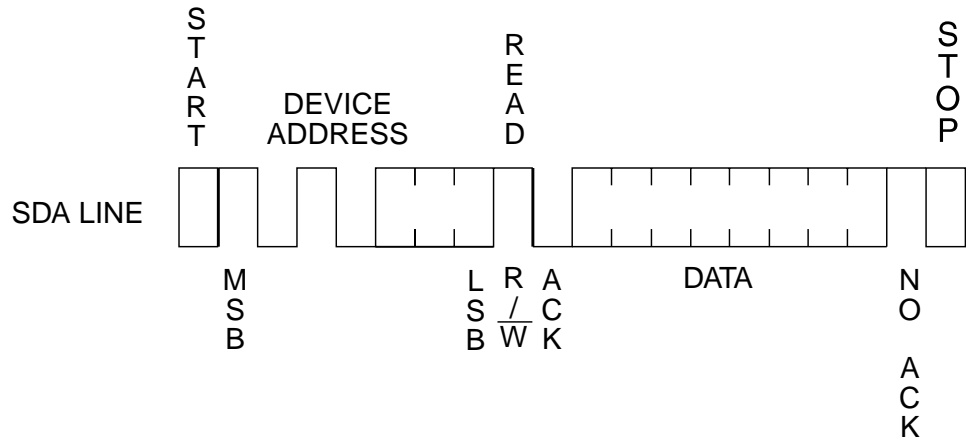 START
DEVICE
ADDRESS
READ
STOP
SDA LINE
MSB
LSB
R/W
ACK
DATA
NO ACK